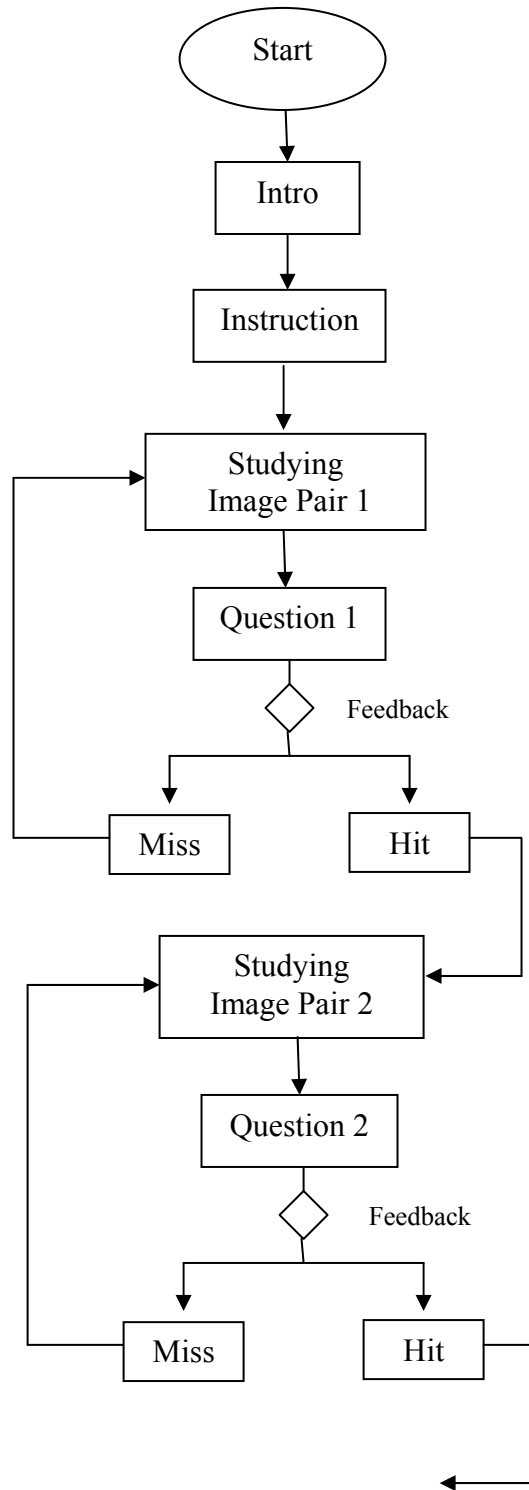 Start
Intro
Instruction
Studying
Image Pair 1
Question 1
Feedback
Miss
Hit
Studying
Image Pair 2
Question 2
Feedback
Miss
Hit